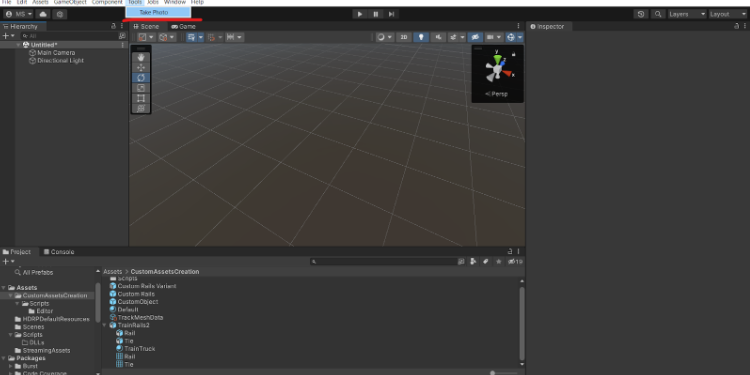 File Edit Assets GameObject Component Tools Jobs Window Help
Take Photo
MS
Layers
Layout
Hierarchy
Scene
Game
Inspector
All
Untitled*
Main Camera
Directional Light
2D
y
x
Persp
Project
Console
All Prefabs
Assets
CustomAssetsCreation
Scripts
Editor
HDRPDefaultResources
Scenes
Scripts
DLLs
StreamingAssets
Packages
Burst
Code Coverage
Assets > CustomAssetsCreation
Scripts
Custom Rails Variant
Custom Rails
CustomObject
Default
TrackMeshData
TrainRails2
Rail
Tie
TrainTruck
Rail
Tie